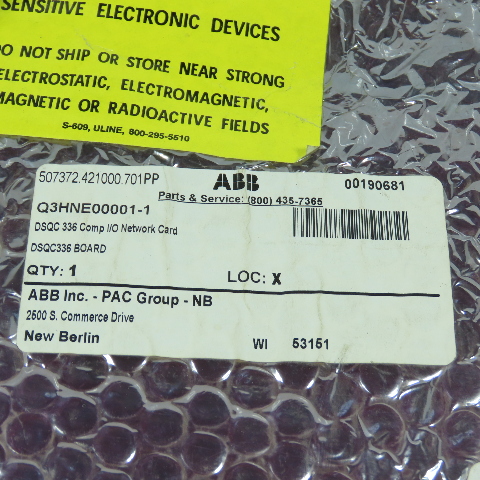 SENSITIVE ELECTRONIC DEVICES
DO NOT SHIP OR STORE NEAR STRONG
ELECTROSTATIC, ELECTROMAGNETIC,
MAGNETIC OR RADIOACTIVE FIELDS
S-609, ULINE, 800-295-5510
507372.421000.701PP ABB 00190681
Parts & Service: (800) 435-7365
Q3HNE00001-1
DSQC 336 Comp I/O Network Card
DSQC336 BOARD
QTY: 1 LOC: X
ABB Inc. - PAC Group - NB
2500 S. Commerce Drive
New Berlin WI 53151